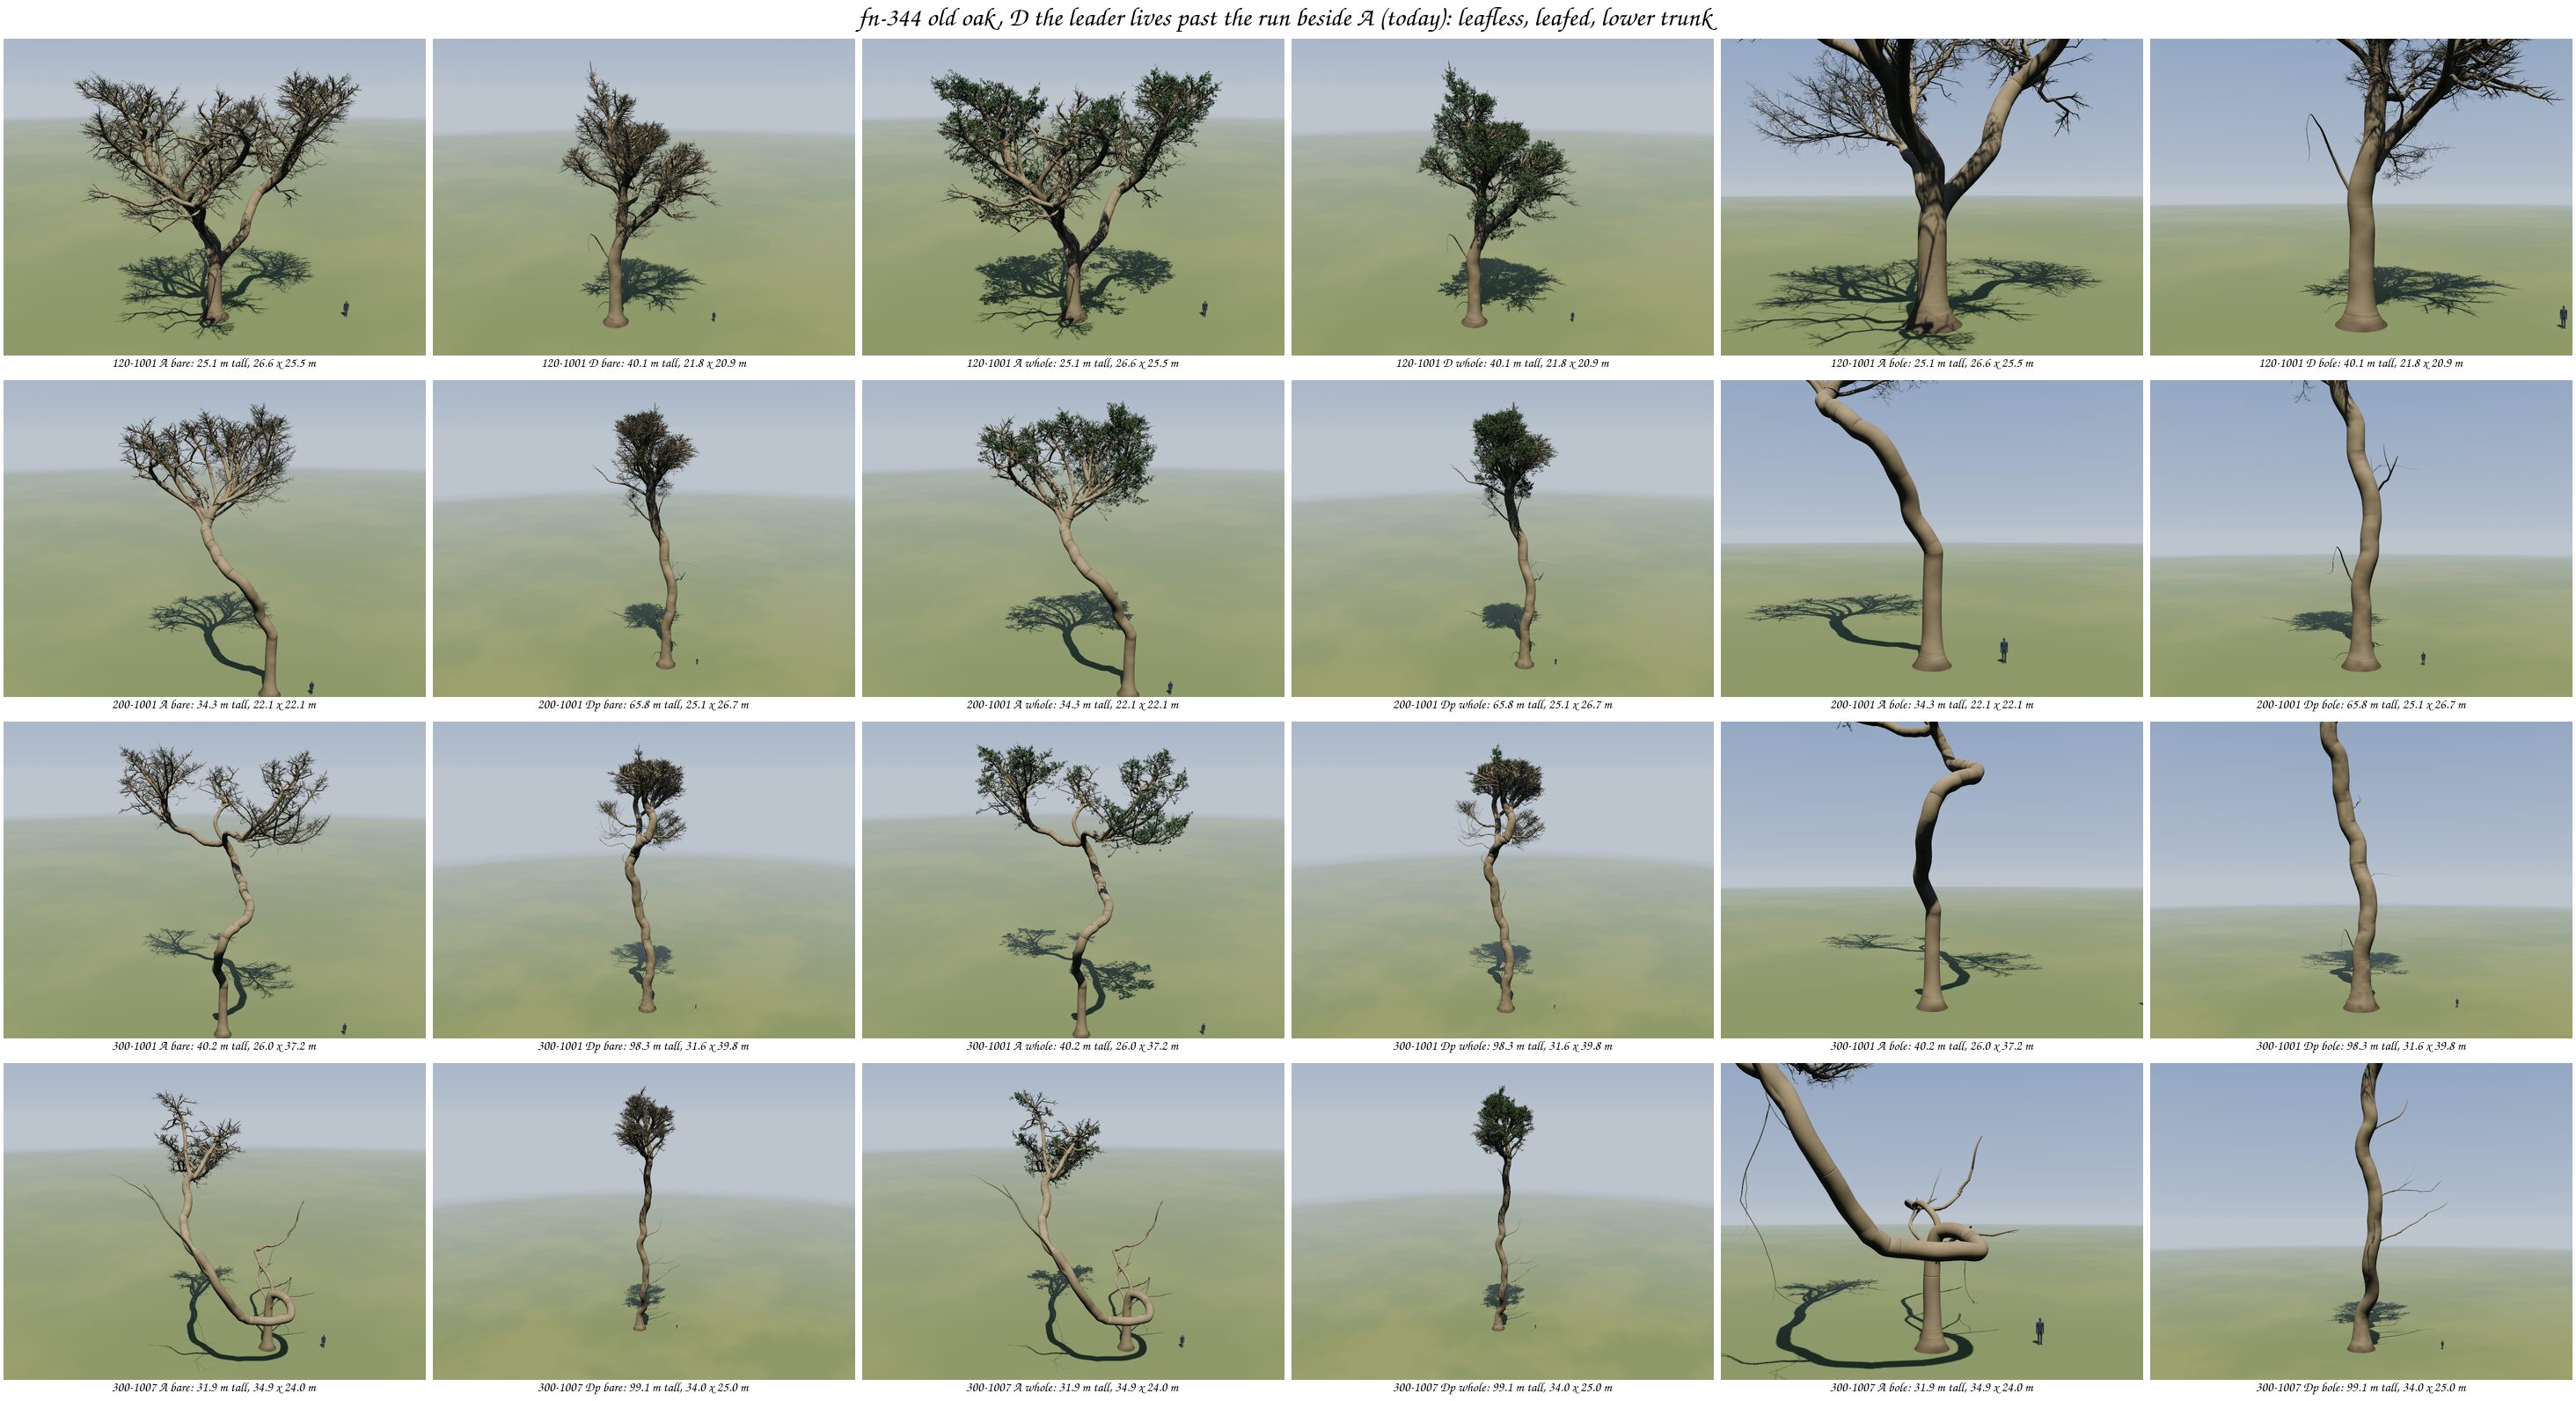 fn-344 old oak, D the leader lives past the run beside A (today): leafless, leafed, lower trunk
120-1001 A bare: 25.1 m tall, 26.6 x 25.5 m
120-1001 D bare: 40.1 m tall, 21.8 x 20.9 m
120-1001 A whole: 25.1 m tall, 26.6 x 25.5 m
120-1001 D whole: 40.1 m tall, 21.8 x 20.9 m
120-1001 A bole: 25.1 m tall, 26.6 x 25.5 m
120-1001 D bole: 40.1 m tall, 21.8 x 20.9 m
200-1001 A bare: 34.3 m tall, 22.1 x 22.1 m
200-1001 Dp bare: 65.8 m tall, 25.1 x 26.7 m
200-1001 A whole: 34.3 m tall, 22.1 x 22.1 m
200-1001 Dp whole: 65.8 m tall, 25.1 x 26.7 m
200-1001 A bole: 34.3 m tall, 22.1 x 22.1 m
200-1001 Dp bole: 65.8 m tall, 25.1 x 26.7 m
300-1001 A bare: 40.2 m tall, 26.0 x 37.2 m
300-1001 Dp bare: 98.3 m tall, 31.6 x 39.8 m
300-1001 A whole: 40.2 m tall, 26.0 x 37.2 m
300-1001 Dp whole: 98.3 m tall, 31.6 x 39.8 m
300-1001 A bole: 40.2 m tall, 26.0 x 37.2 m
300-1001 Dp bole: 98.3 m tall, 31.6 x 39.8 m
300-1007 A bare: 31.9 m tall, 34.9 x 24.0 m
300-1007 Dp bare: 99.1 m tall, 34.0 x 25.0 m
300-1007 A whole: 31.9 m tall, 34.9 x 24.0 m
300-1007 Dp whole: 99.1 m tall, 34.0 x 25.0 m
300-1007 A bole: 31.9 m tall, 34.9 x 24.0 m
300-1007 Dp bole: 99.1 m tall, 34.0 x 25.0 m